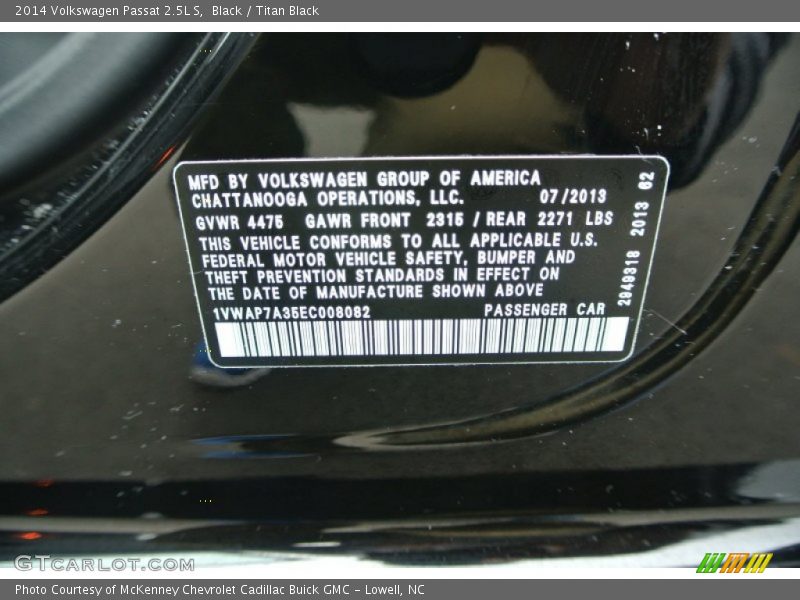 2014 Volkswagen Passat 2.5L S, Black / Titan Black
MFD BY VOLKSWAGEN GROUP OF AMERICA
CHATTANOOGA OPERATIONS, LLC. 07/2013
GVWR 4475 GAWR FRONT 2315 / REAR 2271 LBS
THIS VEHICLE CONFORMS TO ALL APPLICABLE U.S.
FEDERAL MOTOR VEHICLE SAFETY, BUMPER AND
THEFT PREVENTION STANDARDS IN EFFECT ON
THE DATE OF MANUFACTURE SHOWN ABOVE
1VWAP7A35EC008082 PASSENGER CAR
2949318 2013 62
GTCARLOT.COM
Photo Courtesy of McKenney Chevrolet Cadillac Buick GMC - Lowell, NC